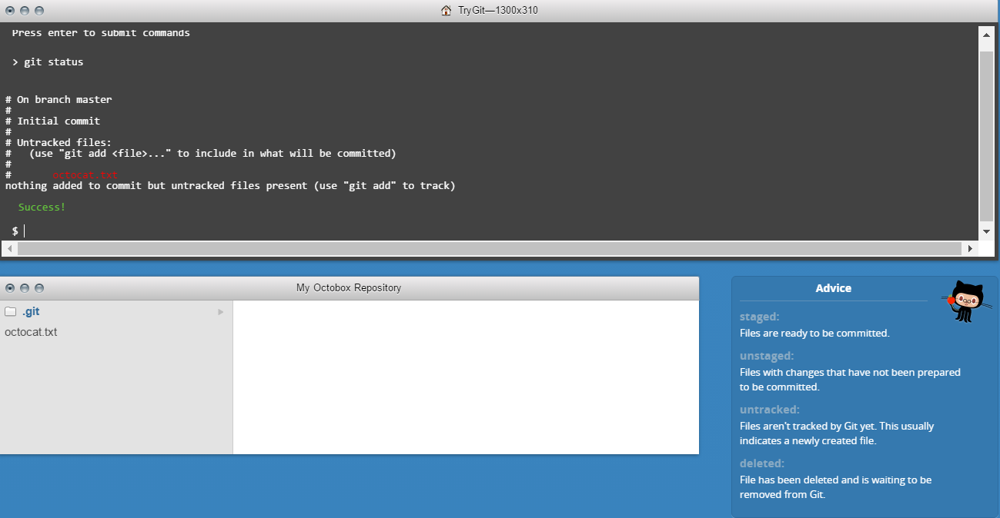 TryGit—1300x310
Press enter to submit commands
> git status
# On branch master
#
# Initial commit
#
# Untracked files:
#   (use "git add <file>..." to include in what will be committed)
#
#       octocat.txt
nothing added to commit but untracked files present (use "git add" to track)
Success!
$
My Octobox Repository
.git
octocat.txt
Advice
staged:
Files are ready to be committed.
unstaged:
Files with changes that have not been prepared
to be committed.
untracked:
Files aren't tracked by Git yet. This usually
indicates a newly created file.
deleted:
File has been deleted and is waiting to be
removed from Git.